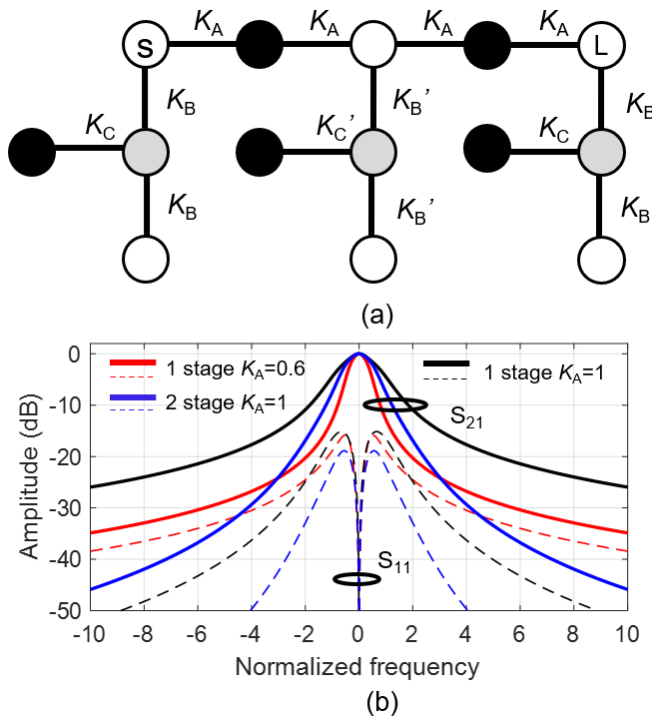 K_A K_A K_A K_A
S L
K_B K_B' K_B
K_C K_C' K_C
K_B K_B' K_B
(a)
0
1 stage K_A=0.6
1 stage K_A=1
2 stage K_A=1
-10
S_21
-20
-30
-40
S_11
-50
Amplitude (dB)
-10 -8 -6 -4 -2 0 2 4 6 8 10
Normalized frequency
(b)